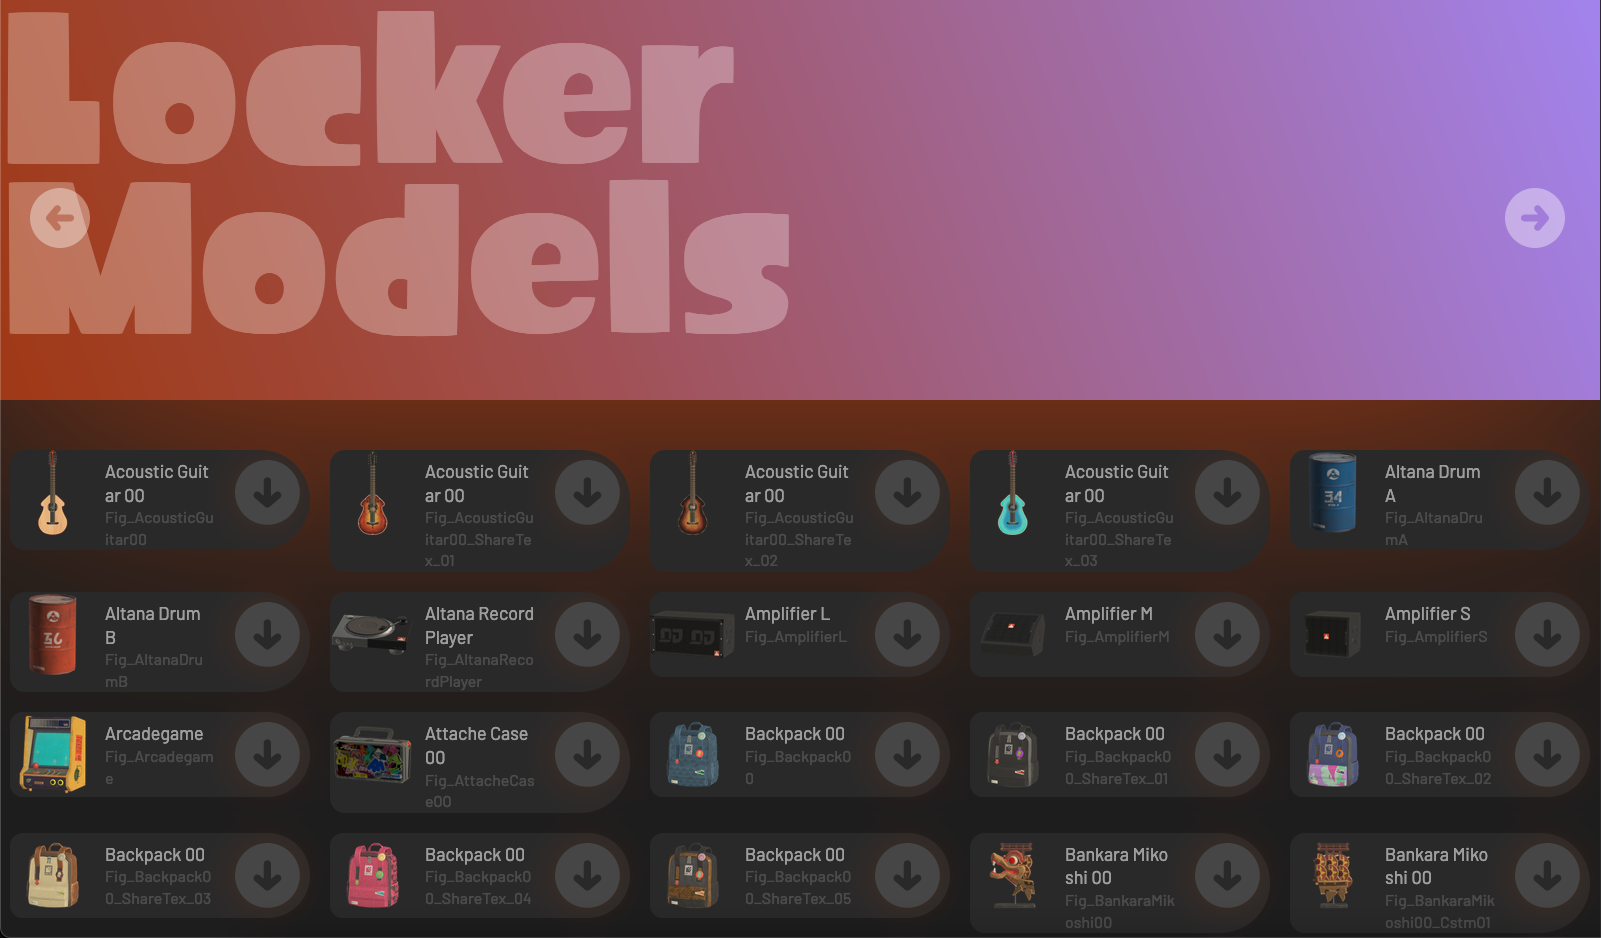 Locker
Models
Acoustic Guit
ar 00
Fig_AcousticGu
itar00
Acoustic Guit
ar 00
Fig_AcousticGu
itar00_ShareTe
x_01
Acoustic Guit
ar 00
Fig_AcousticGu
itar00_ShareTe
x_02
Acoustic Guit
ar 00
Fig_AcousticGu
itar00_ShareTe
x_03
34
Altana Drum
A
Fig_AltanaDru
mA
36
Altana Drum
B
Fig_AltanaDru
mB
Altana Record
Player
Fig_AltanaReco
rdPlayer
DJ DJ
Amplifier L
Fig_AmplifierL
Amplifier M
Fig_AmplifierM
Amplifier S
Fig_AmplifierS
Arcadegame
Fig_Arcadegam
e
Attache Case
00
Fig_AttacheCas
e00
Backpack 00
Fig_Backpack0
0
Backpack 00
Fig_Backpack0
0_ShareTex_01
Backpack 00
Fig_Backpack0
0_ShareTex_02
Backpack 00
Fig_Backpack0
0_ShareTex_03
Backpack 00
Fig_Backpack0
0_ShareTex_04
Backpack 00
Fig_Backpack0
0_ShareTex_05
Bankara Miko
shi 00
Fig_BankaraMik
oshi00
Bankara Miko
shi 00
Fig_BankaraMik
oshi00_Cstm01